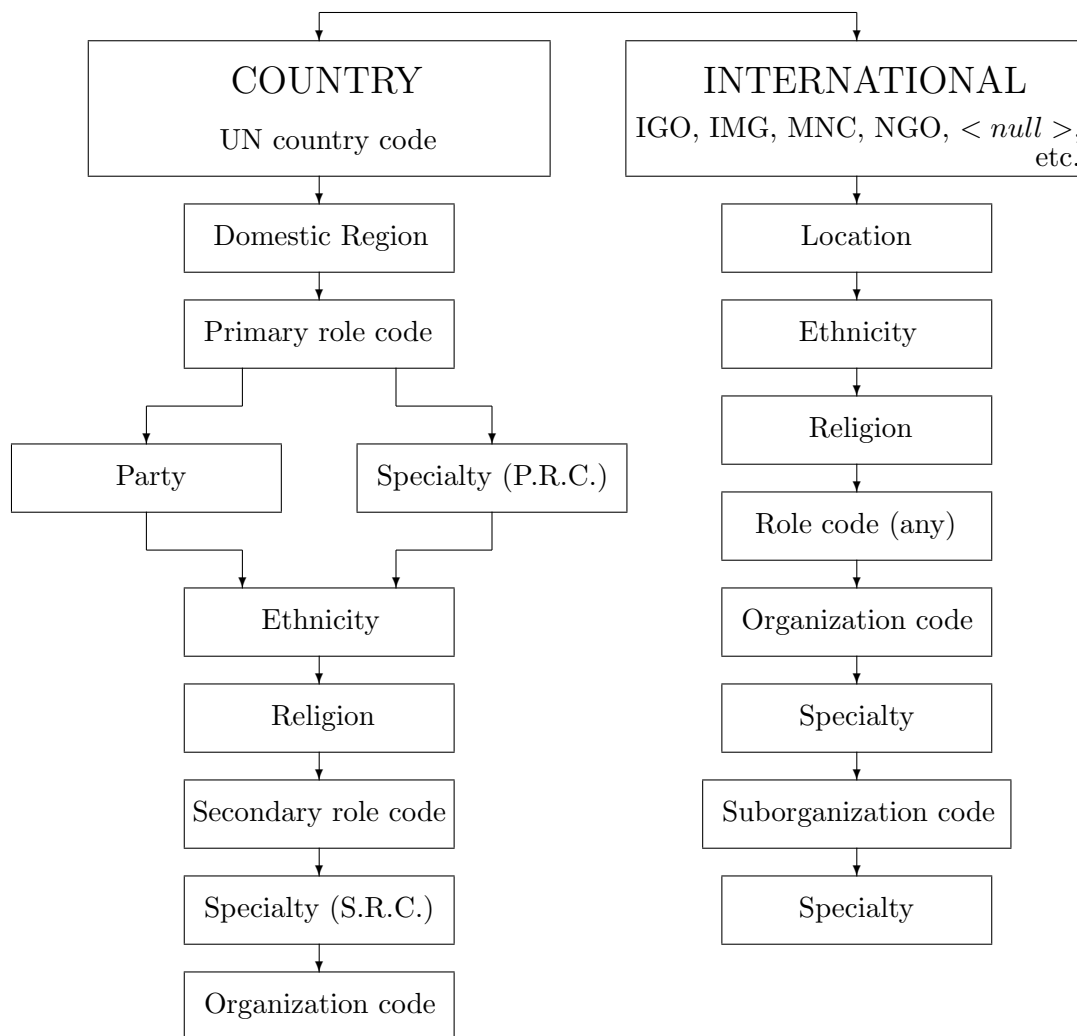 COUNTRY
UN country code
Domestic Region
Primary role code
Party
Specialty (P.R.C.)
Ethnicity
Religion
Secondary role code
Specialty (S.R.C.)
Organization code
INTERNATIONAL
IGO, IMG, MNC, NGO, < null >,
etc.
Location
Ethnicity
Religion
Role code (any)
Organization code
Specialty
Suborganization code
Specialty